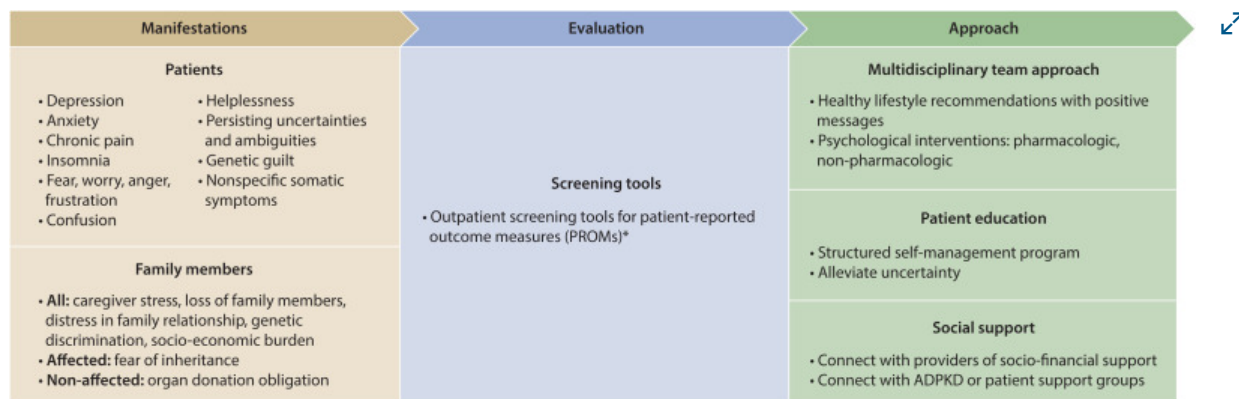 Manifestations
Evaluation
Approach
Patients
• Depression
• Anxiety
• Chronic pain
• Insomnia
• Fear, worry, anger,
frustration
• Confusion
• Helplessness
• Persisting uncertainties
and ambiguities
• Genetic guilt
• Nonspecific somatic
symptoms
Family members
• All: caregiver stress, loss of family members,
distress in family relationship, genetic
discrimination, socio-economic burden
• Affected: fear of inheritance
• Non-affected: organ donation obligation
Screening tools
• Outpatient screening tools for patient-reported
outcome measures (PROMs)*
Multidisciplinary team approach
• Healthy lifestyle recommendations with positive
messages
• Psychological interventions: pharmacologic,
non-pharmacologic
Patient education
• Structured self-management program
• Alleviate uncertainty
Social support
• Connect with providers of socio-financial support
• Connect with ADPKD or patient support groups